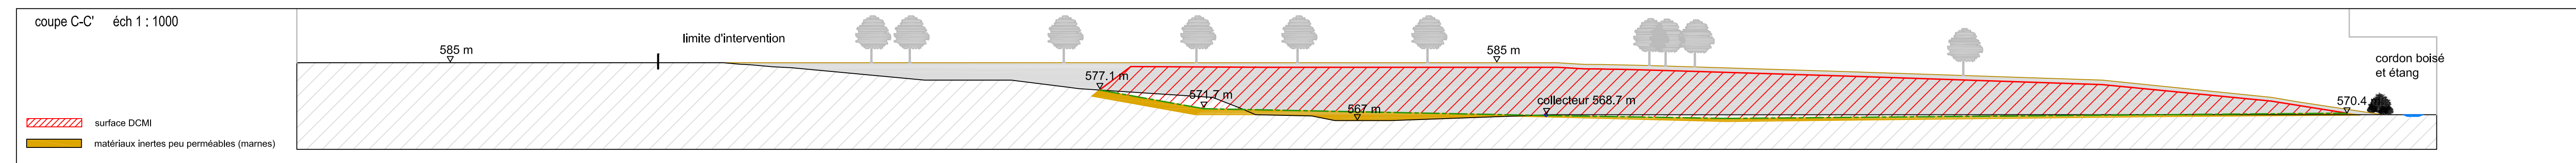 coupe C-C' éch 1 : 1000
limite d'intervention
585 m
585 m
577.1 m
571.7 m
567 m
collecteur 568.7 m
570.4 m
cordon boisé
et étang
surface DCMI
matériaux inertes peu perméables (marnes)